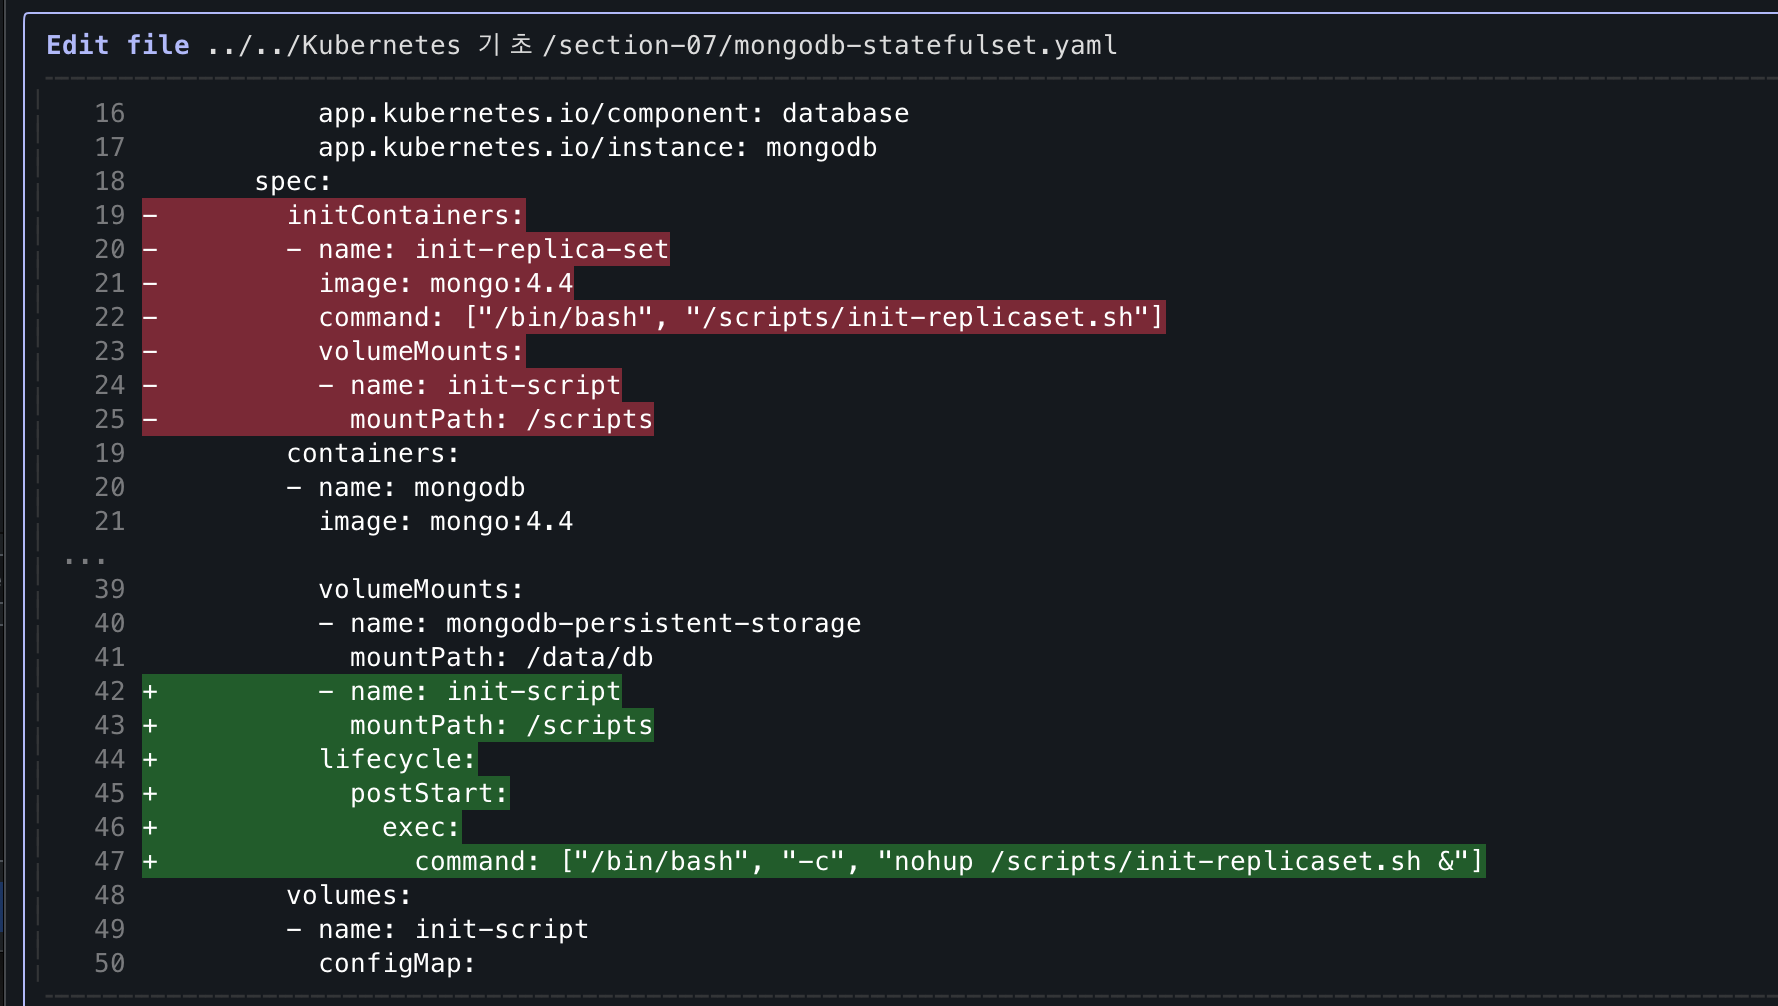 Edit file ../../Kubernetes 기초/section-07/mongodb-statefulset.yaml
16 app.kubernetes.io/component: database
17 app.kubernetes.io/instance: mongodb
18 spec:
19 - initContainers:
20 - - name: init-replica-set
21 - image: mongo:4.4
22 - command: ["/bin/bash", "/scripts/init-replicaset.sh"]
23 - volumeMounts:
24 - - name: init-script
25 - mountPath: /scripts
19 containers:
20 - name: mongodb
21 image: mongo:4.4
...
39 volumeMounts:
40 - name: mongodb-persistent-storage
41 mountPath: /data/db
42 + - name: init-script
43 + mountPath: /scripts
44 + lifecycle:
45 + postStart:
46 + exec:
47 + command: ["/bin/bash", "-c", "nohup /scripts/init-replicaset.sh &"]
48 volumes:
49 - name: init-script
50 configMap: